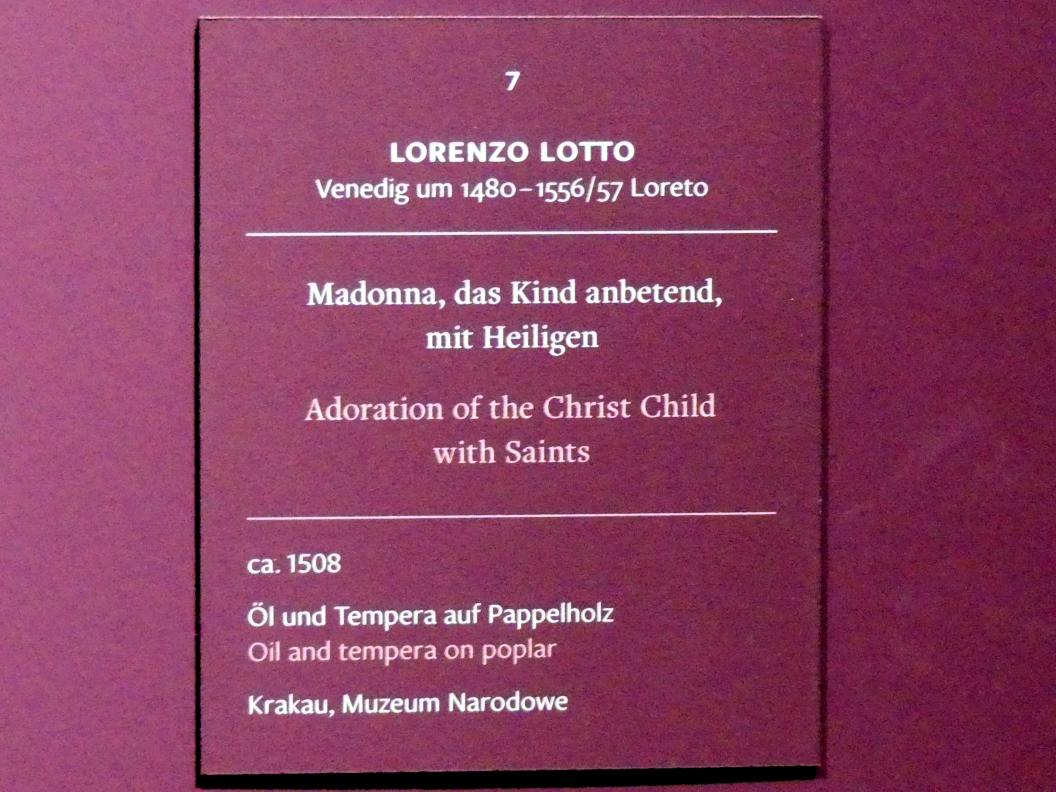 7
LORENZO LOTTO
Venedig um 1480–1556/57 Loreto
Madonna, das Kind anbetend,
mit Heiligen
Adoration of the Christ Child
with Saints
ca. 1508
Öl und Tempera auf Pappelholz
Oil and tempera on poplar
Krakau, Muzeum Narodowe